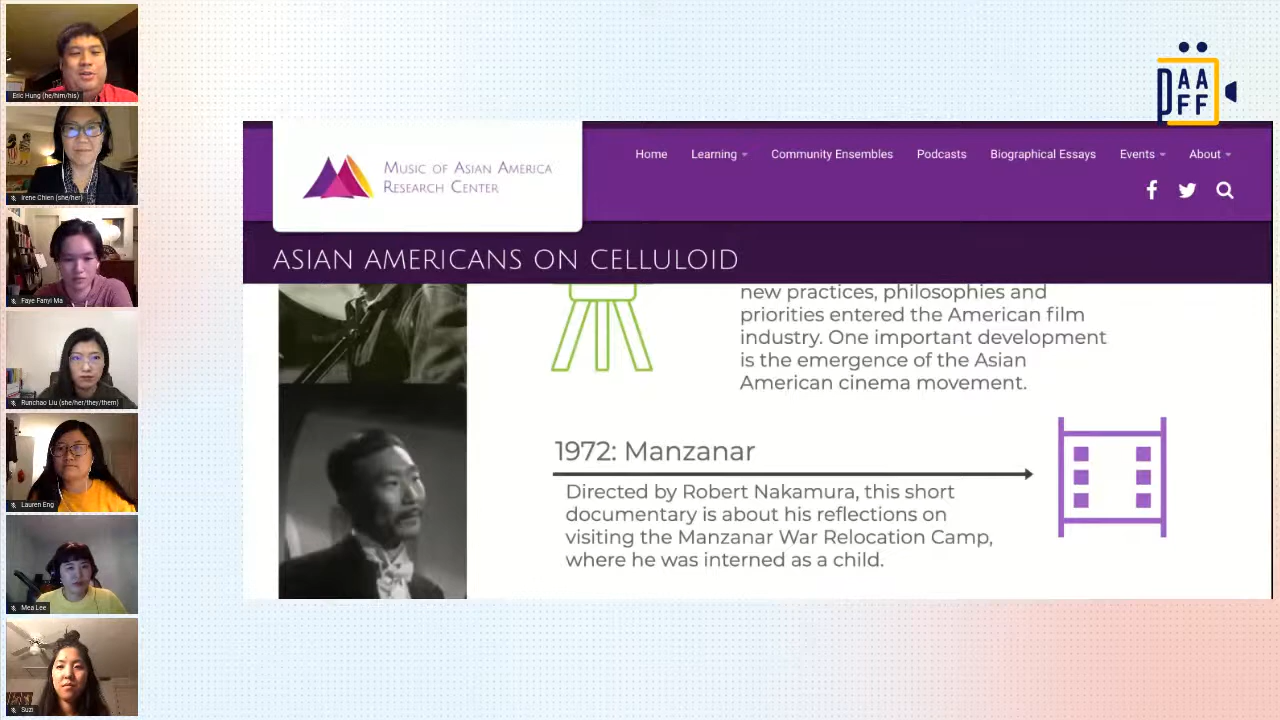 Eric Hung (he/him/his)
Irene Chien (she/her)
Faye Fanyi Ma
Runchao Liu (she/her/they/them)
Lauren Eng
Mea Lee
Suzi
DAA
FF
MUSIC OF ASIAN AMERICA
RESEARCH CENTER
Home
Learning
Community Ensembles
Podcasts
Biographical Essays
Events
About
ASIAN AMERICANS ON CELLULOID
new practices, philosophies and
priorities entered the American film
industry. One important development
is the emergence of the Asian
American cinema movement.
1972: Manzanar
Directed by Robert Nakamura, this short
documentary is about his reflections on
visiting the Manzanar War Relocation Camp,
where he was interned as a child.